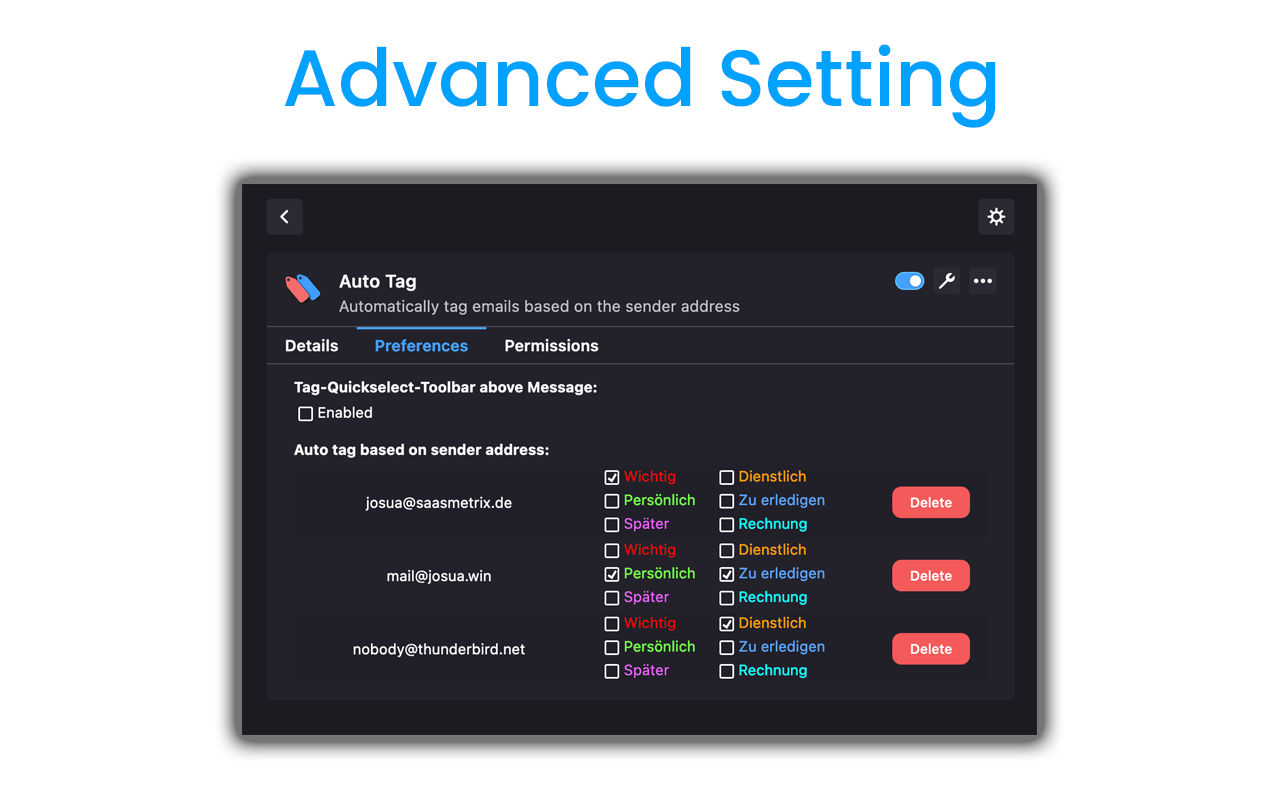 Advanced Setting
Auto Tag
Automatically tag emails based on the sender address
Details Preferences Permissions
Tag-Quickselect-Toolbar above Message:
Enabled
Auto tag based on sender address:
josua@saasmetrix.de
Wichtig Dienstlich
Persönlich Zu erledigen
Später Rechnung
Delete
mail@josua.win
Wichtig Dienstlich
Persönlich Zu erledigen
Später Rechnung
Delete
nobody@thunderbird.net
Wichtig Dienstlich
Persönlich Zu erledigen
Später Rechnung
Delete